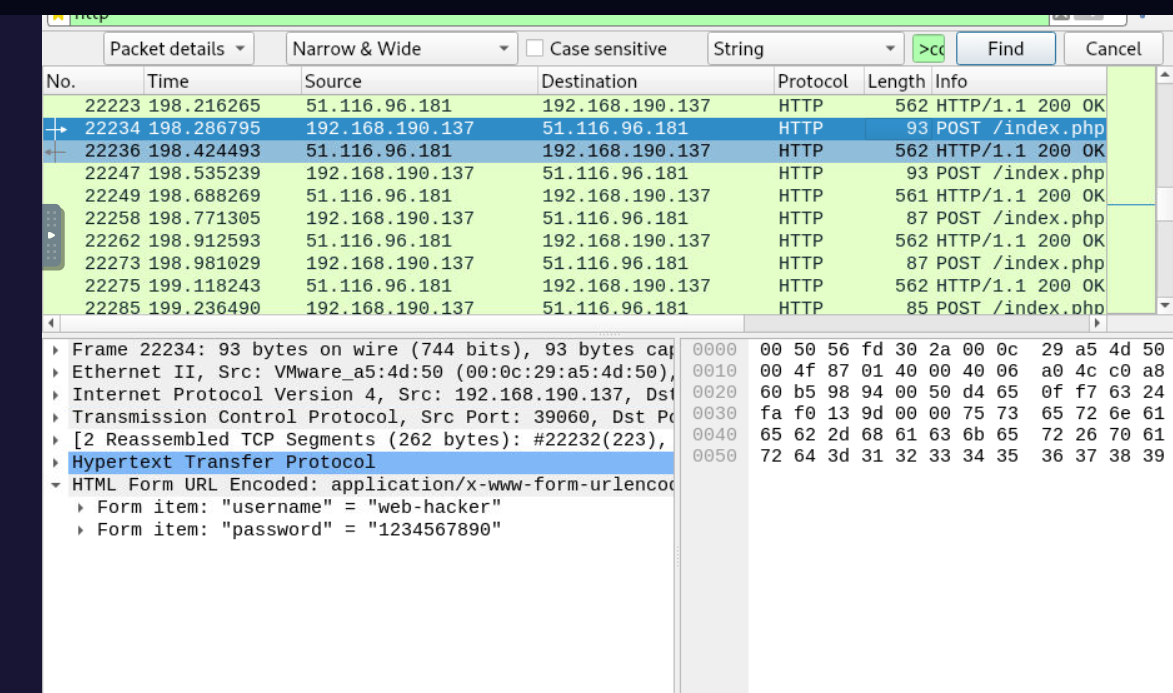 http
Packet details Narrow & Wide Case sensitive String >co Find Cancel
No. Time Source Destination Protocol Length Info
22223 198.216265 51.116.96.181 192.168.190.137 HTTP 562 HTTP/1.1 200 OK
22234 198.286795 192.168.190.137 51.116.96.181 HTTP 93 POST /index.php
22236 198.424493 51.116.96.181 192.168.190.137 HTTP 562 HTTP/1.1 200 OK
22247 198.535239 192.168.190.137 51.116.96.181 HTTP 93 POST /index.php
22249 198.688269 51.116.96.181 192.168.190.137 HTTP 561 HTTP/1.1 200 OK
22258 198.771305 192.168.190.137 51.116.96.181 HTTP 87 POST /index.php
22262 198.912593 51.116.96.181 192.168.190.137 HTTP 562 HTTP/1.1 200 OK
22273 198.981029 192.168.190.137 51.116.96.181 HTTP 87 POST /index.php
22275 199.118243 51.116.96.181 192.168.190.137 HTTP 562 HTTP/1.1 200 OK
22285 199.236490 192.168.190.137 51.116.96.181 HTTP 85 POST /index.php
Frame 22234: 93 bytes on wire (744 bits), 93 bytes cap
Ethernet II, Src: VMware_a5:4d:50 (00:0c:29:a5:4d:50),
Internet Protocol Version 4, Src: 192.168.190.137, Dst
Transmission Control Protocol, Src Port: 39060, Dst Po
[2 Reassembled TCP Segments (262 bytes): #22232(223),
Hypertext Transfer Protocol
HTML Form URL Encoded: application/x-www-form-urlencod
Form item: "username" = "web-hacker"
Form item: "password" = "1234567890"
0000 00 50 56 fd 30 2a 00 0c 29 a5 4d 50
0010 00 4f 87 01 40 00 40 06 a0 4c c0 a8
0020 60 b5 98 94 00 50 d4 65 0f f7 63 24
0030 fa f0 13 9d 00 00 75 73 65 72 6e 61
0040 65 62 2d 68 61 63 6b 65 72 26 70 61
0050 72 64 3d 31 32 33 34 35 36 37 38 39